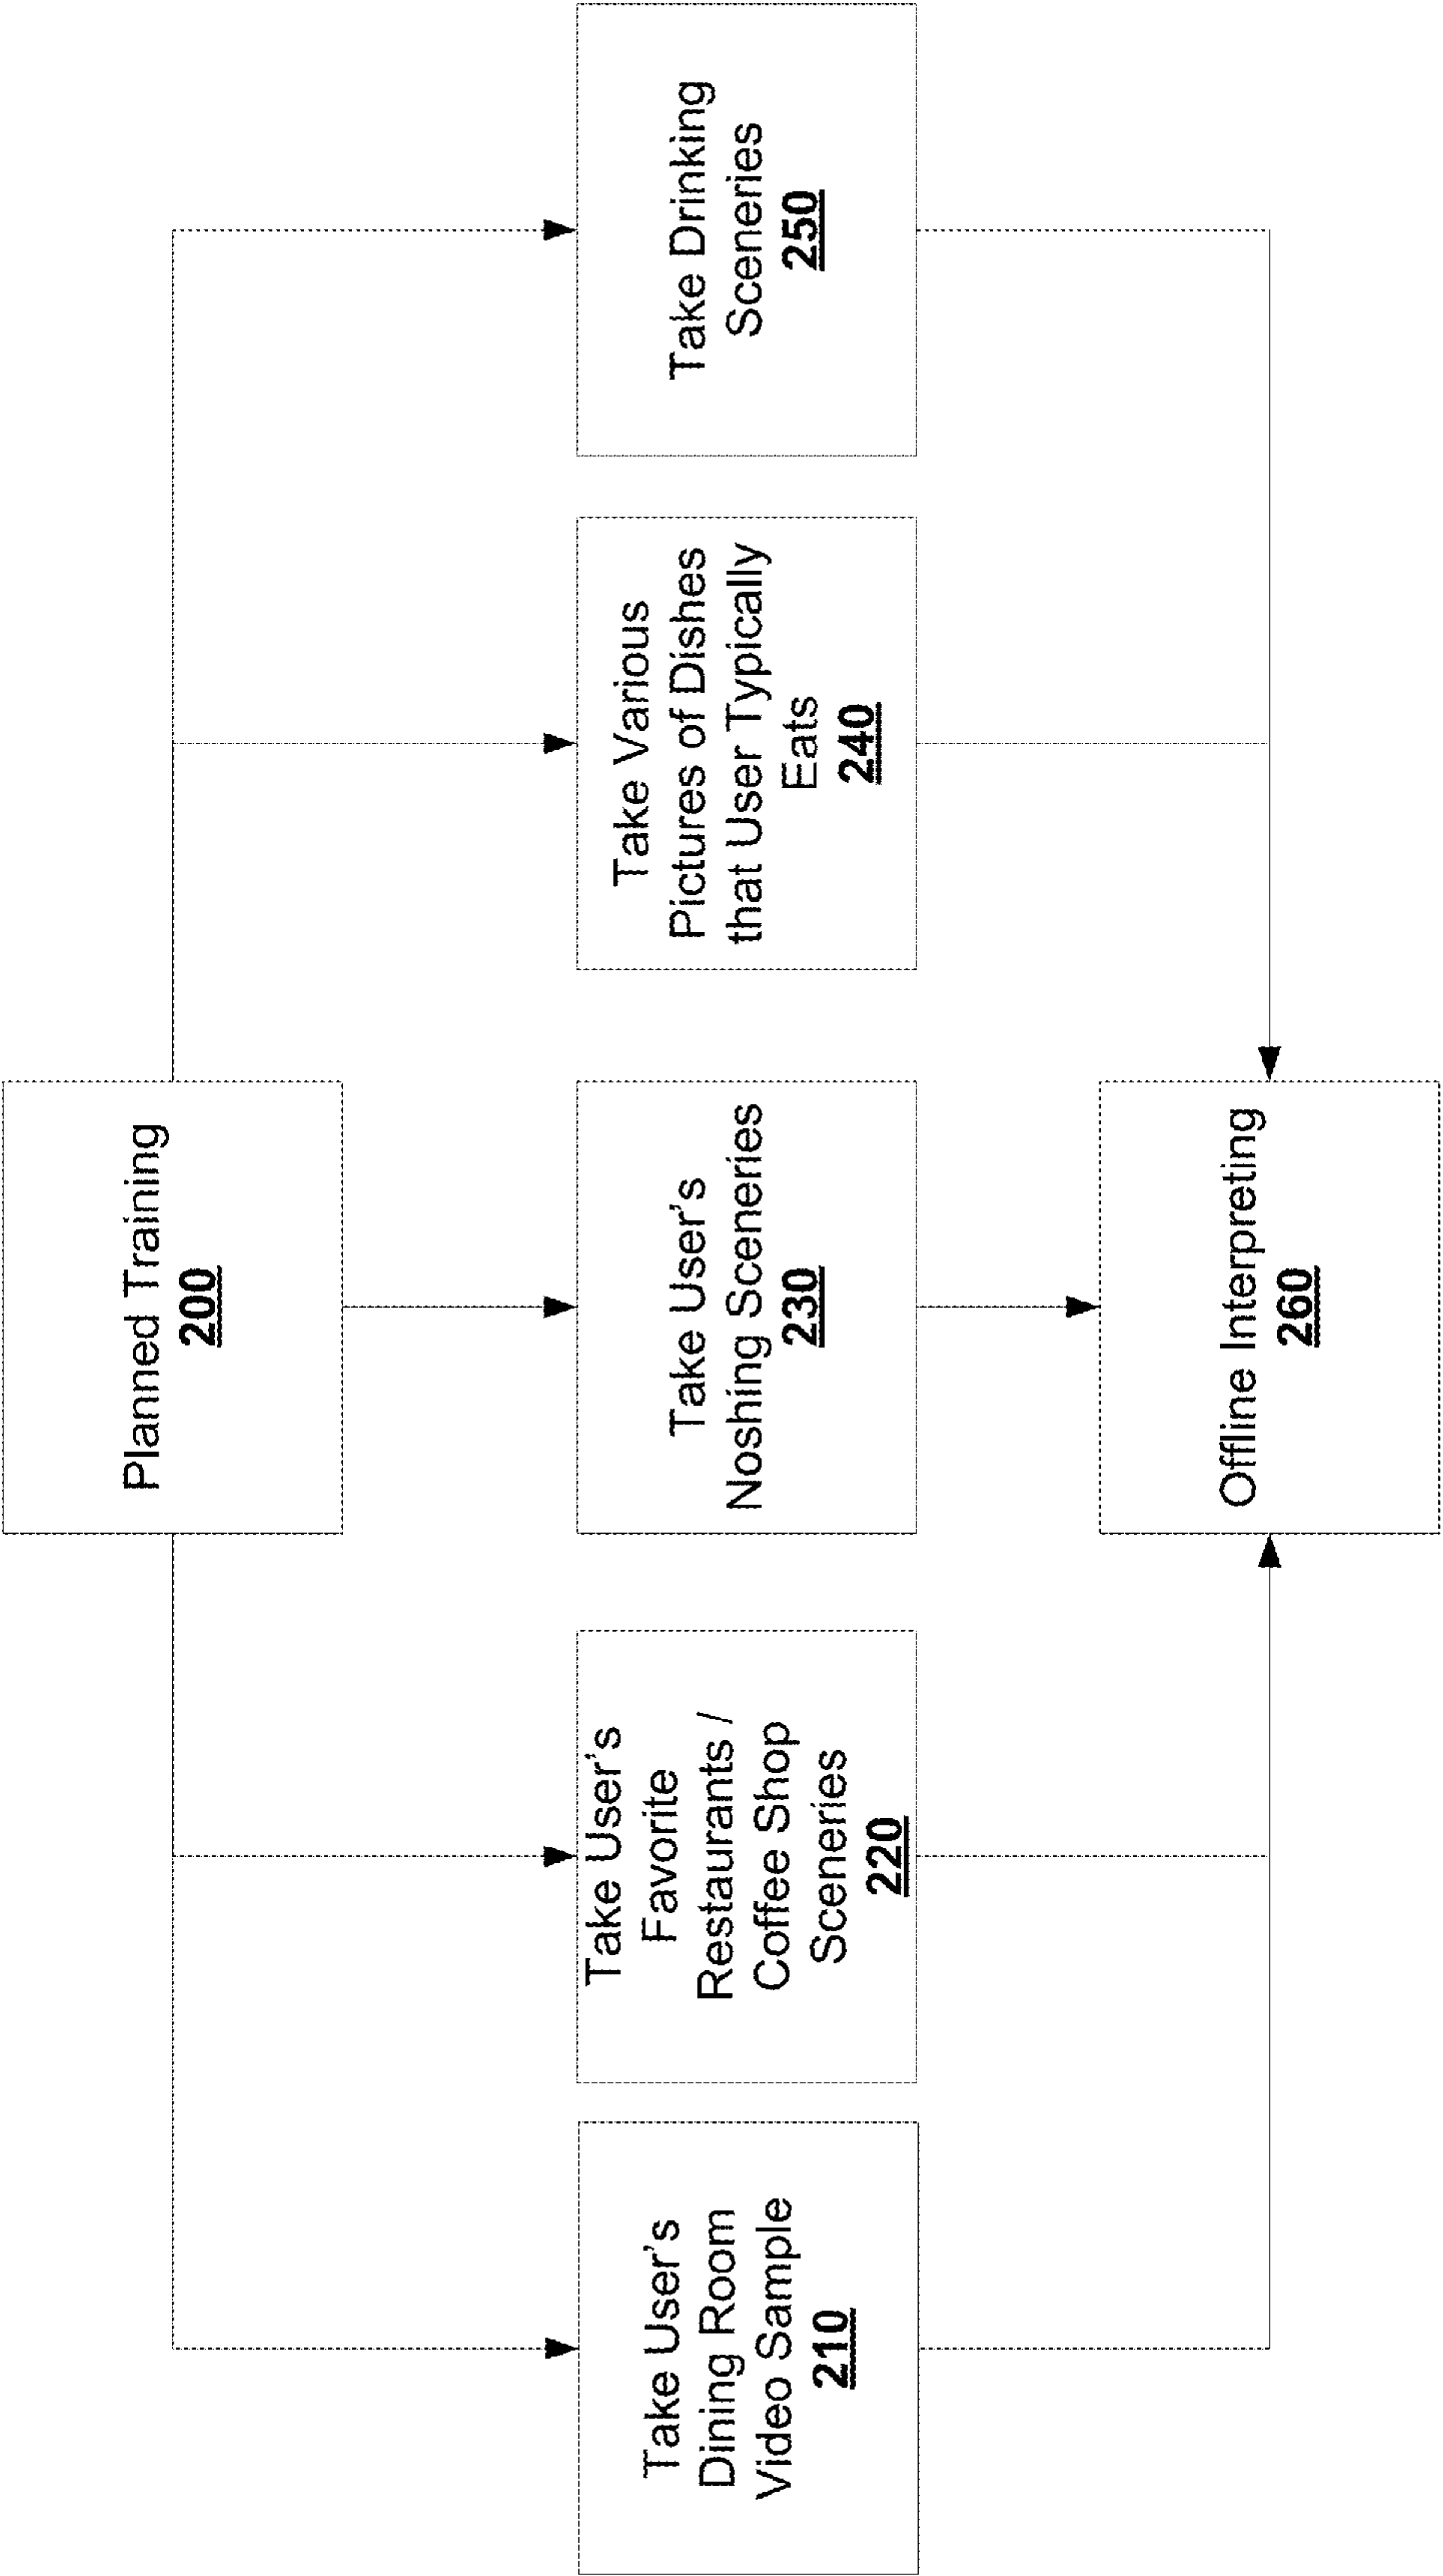 Planned Training
200
Take User's
Dining Room
Video Sample
210
Take User's
Favorite
Restaurants /
Coffee Shop
Sceneries
220
Take User's
Noshing Sceneries
230
Take Various
Pictures of Dishes
that User Typically
Eats
240
Take Drinking
Sceneries
250
Offline Interpreting
260